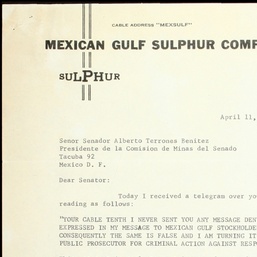 CABLE ADDRESS "MEXSULF"
MEXICAN GULF SULPHUR COMP
SULPHUR
April 11,
Senor Senador Alberto Terrones Benitez
Presidente de la Comision de Minas del Senado
Tacuba 92
Mexico D. F.
Dear Senator:
Today I received a telegram over yo
reading as follows:
"YOUR CABLE TENTH I NEVER SENT YOU ANY MESSAGE DEN
EXPRESSED IN MY MESSAGE TO MEXICAN GULF STOCKHOLDE
CONSEQUENTLY THE SAME IS FALSE AND I AM TURNING IT
PUBLIC PROSECUTOR FOR CRIMINAL ACTION AGAINST RESP